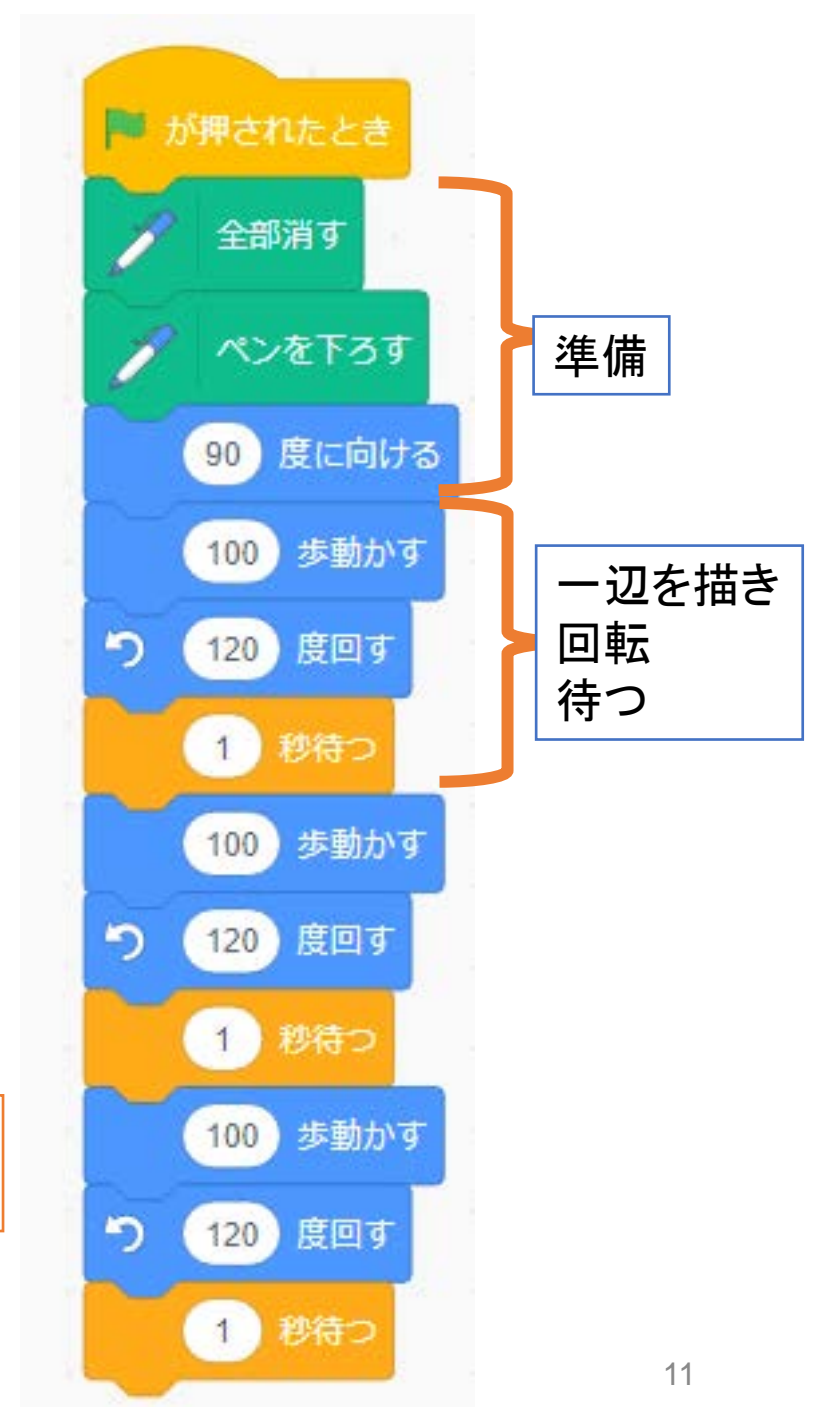 が押されたとき
全部消す
ペンを下ろす
準備
90 度に向ける
100 歩動かす
一辺を描き
回転
待つ
120 度回す
1 秒待つ
100 歩動かす
120 度回す
1 秒待つ
100 歩動かす
120 度回す
1 秒待つ
11